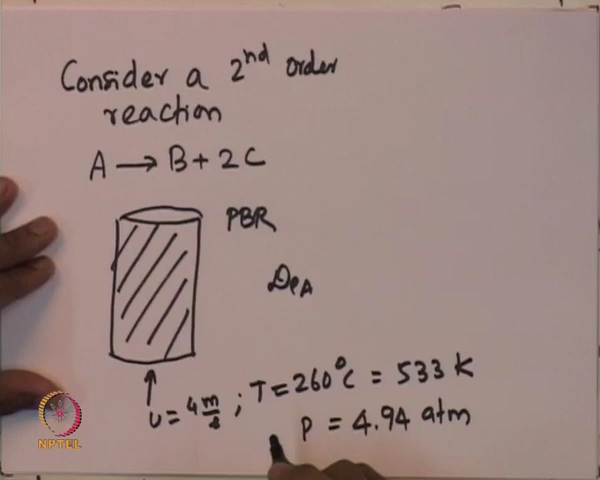 Consider a 2nd order
reaction
A → B + 2C
PBR
DeA
U = 4 m/s ; T = 260°C = 533 K
P = 4.94 atm
NPTEL